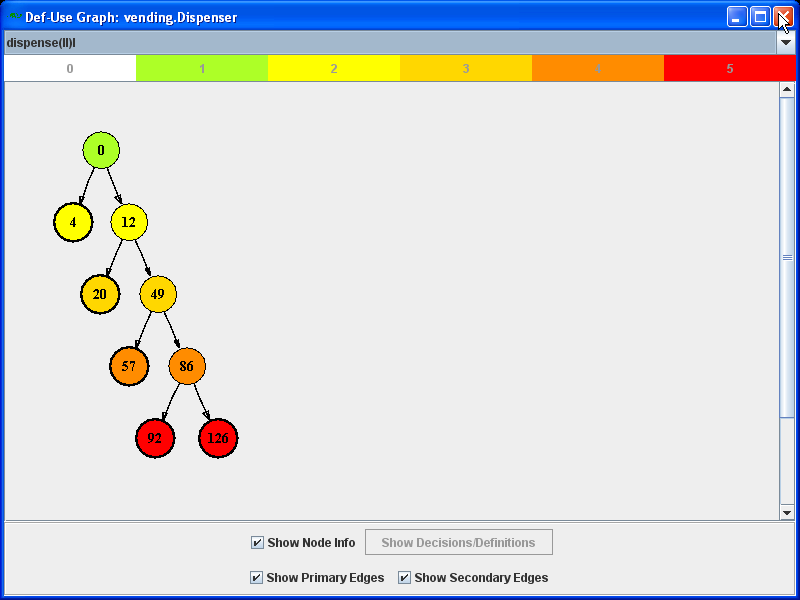 Def-Use Graph: vending.Dispenser
dispense(II)I
0 1 2 3 4 5
0
4 12
20 49
57 86
92 126
Show Node Info Show Decisions/Definitions
Show Primary Edges Show Secondary Edges